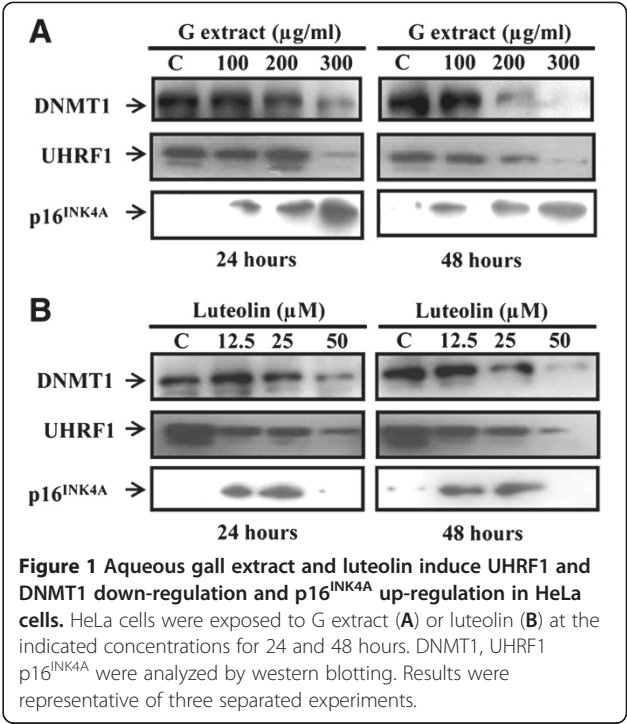 A
G extract (µg/ml) G extract (µg/ml)
C 100 200 300 C 100 200 300
DNMT1
UHRF1
p16INK4A
24 hours 48 hours
B
Luteolin (µM) Luteolin (µM)
C 12.5 25 50 C 12.5 25 50
DNMT1
UHRF1
p16INK4A
24 hours 48 hours
Figure 1 Aqueous gall extract and luteolin induce UHRF1 and
DNMT1 down-regulation and p16INK4A up-regulation in HeLa
cells. HeLa cells were exposed to G extract (A) or luteolin (B) at the
indicated concentrations for 24 and 48 hours. DNMT1, UHRF1
p16INK4A were analyzed by western blotting. Results were
representative of three separated experiments.